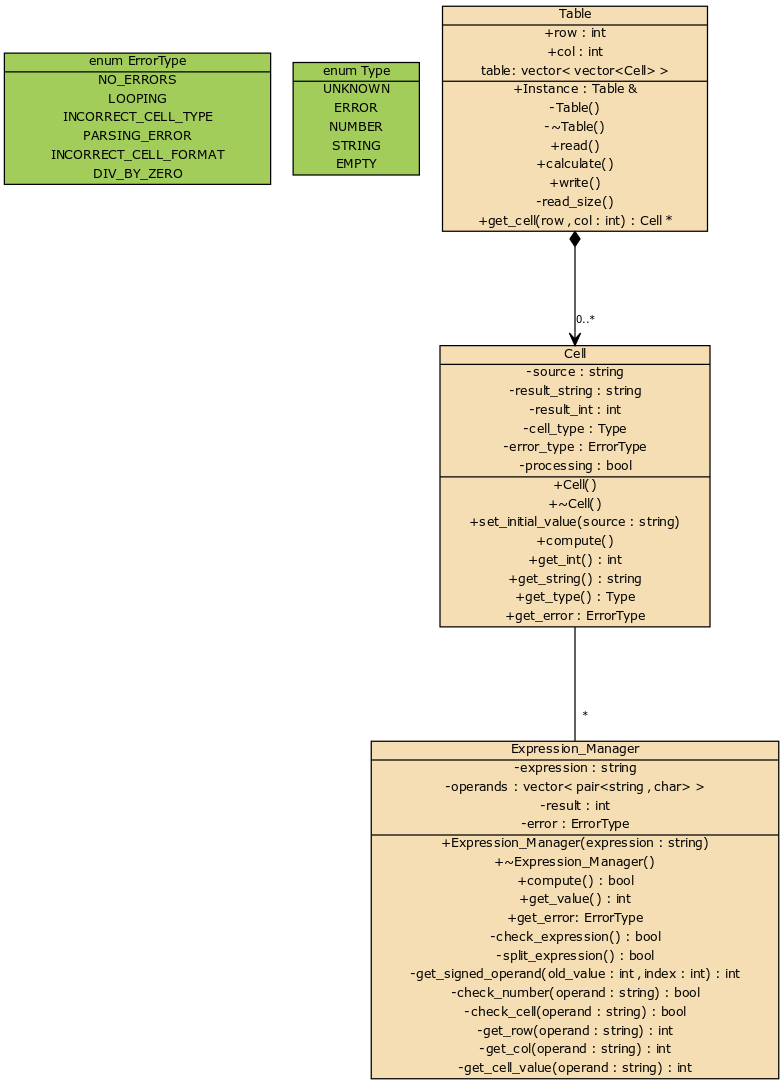 enum ErrorType
NO_ERRORS
LOOPING
INCORRECT_CELL_TYPE
PARSING_ERROR
INCORRECT_CELL_FORMAT
DIV_BY_ZERO
enum Type
UNKNOWN
ERROR
NUMBER
STRING
EMPTY
Table
+row : int
+col : int
table: vector< vector<Cell> >
+Instance : Table &
-Table()
-~Table()
+read()
+calculate()
+write()
-read_size()
+get_cell(row , col : int) : Cell *
0..*
Cell
-source : string
-result_string : string
-result_int : int
-cell_type : Type
-error_type : ErrorType
-processing : bool
+Cell()
+~Cell()
+set_initial_value(source : string)
+compute()
+get_int() : int
+get_string() : string
+get_type() : Type
+get_error : ErrorType
*
Expression_Manager
-expression : string
-operands : vector< pair<string , char> >
-result : int
-error : ErrorType
+Expression_Manager(expression : string)
+~Expression_Manager()
+compute() : bool
+get_value() : int
+get_error: ErrorType
-check_expression() : bool
-split_expression() : bool
-get_signed_operand(old_value : int , index : int) : int
-check_number(operand : string) : bool
-check_cell(operand : string) : bool
-get_row(operand : string) : int
-get_col(operand : string) : int
-get_cell_value(operand : string) : int